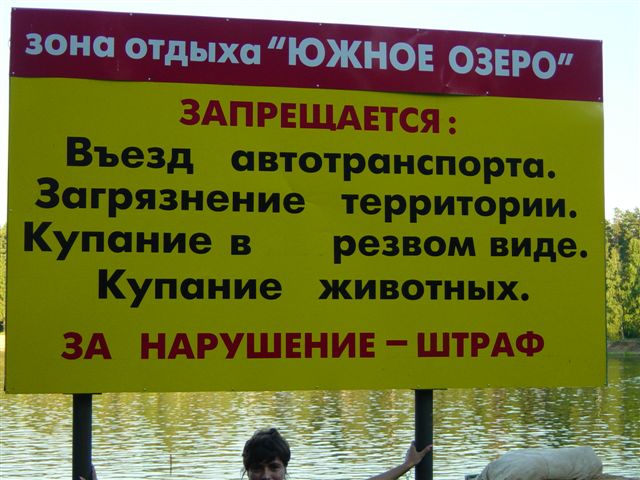 зона отдыха "ЮЖНОЕ ОЗЕРО"
ЗАПРЕЩАЕТСЯ:
Въезд автотранспорта.
Загрязнение территории.
Купание в резвом виде.
Купание животных.
ЗА НАРУШЕНИЕ – ШТРАФ